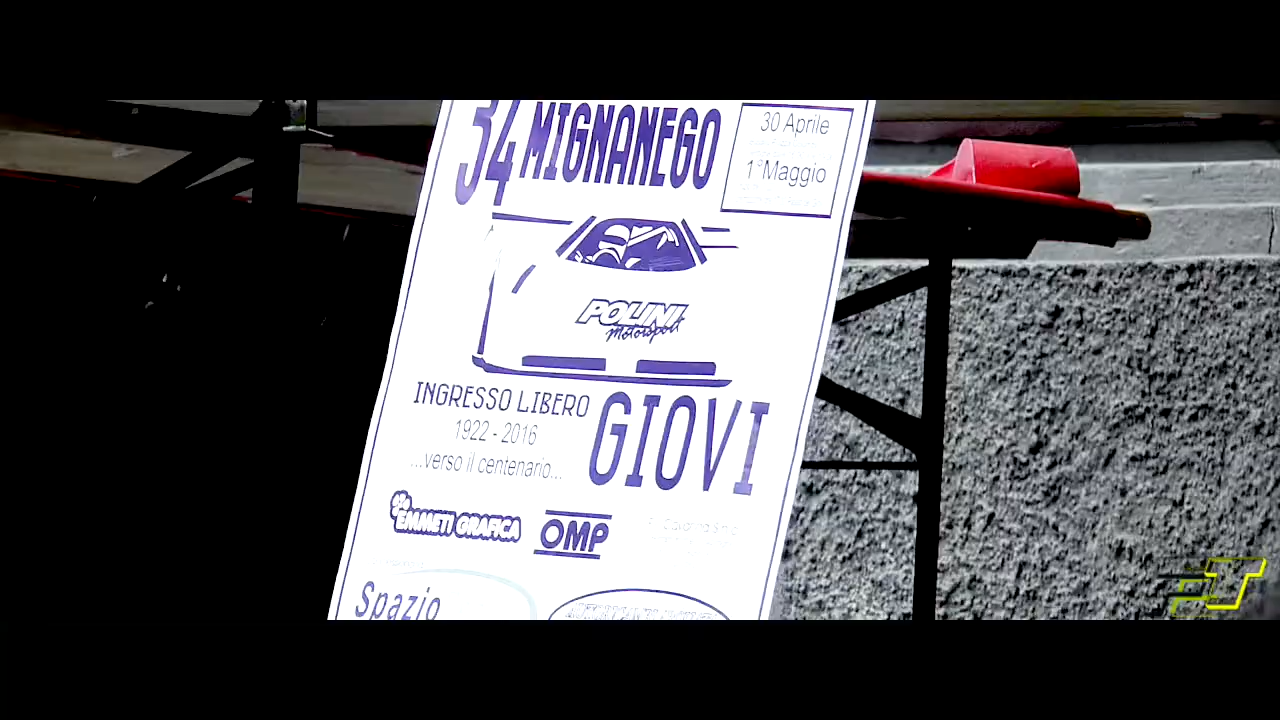 34 MIGNANEGO
30 Aprile
1°Maggio
POLINI
Motorsport
INGRESSO LIBERO
1922 - 2016
...verso il centenario...
GIOVI
EMMETI GRAFICA
OMP
Spazio